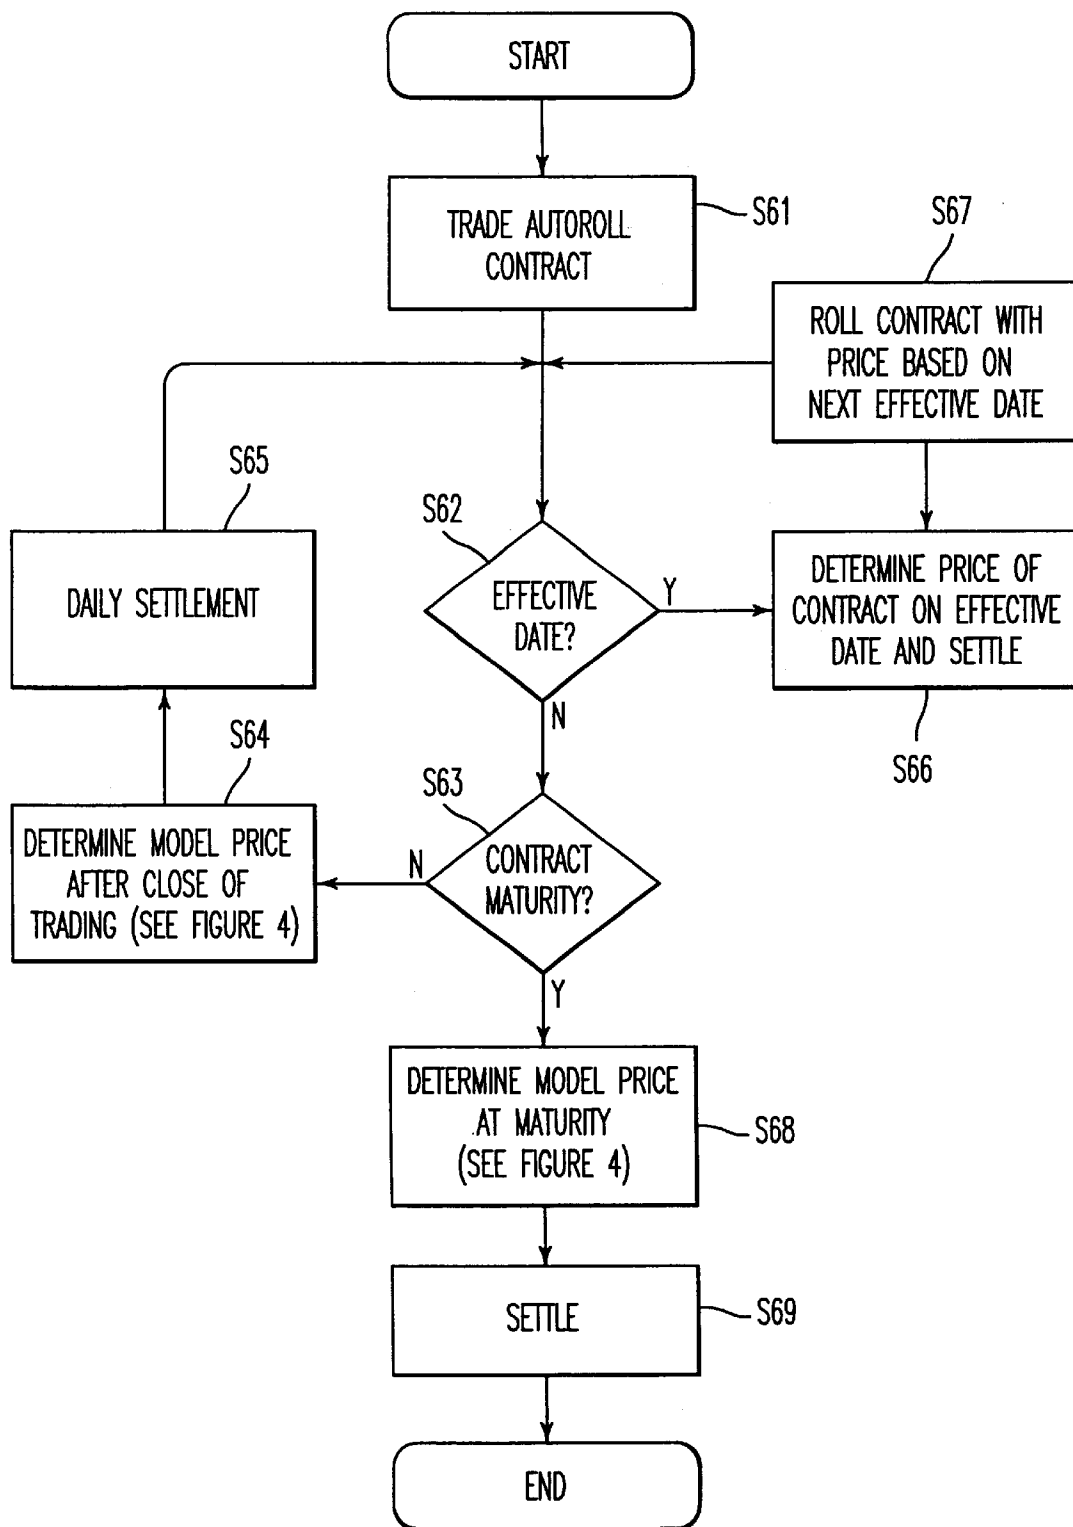 START
TRADE AUTOROLL
CONTRACT
S61
S67
ROLL CONTRACT WITH
PRICE BASED ON
NEXT EFFECTIVE DATE
S65
DAILY SETTLEMENT
S62
EFFECTIVE
DATE?
Y
N
DETERMINE PRICE OF
CONTRACT ON EFFECTIVE
DATE AND SETTLE
S66
S64
DETERMINE MODEL PRICE
AFTER CLOSE OF
TRADING (SEE FIGURE 4)
S63
CONTRACT
MATURITY?
N
Y
DETERMINE MODEL PRICE
AT MATURITY
(SEE FIGURE 4)
S68
SETTLE
S69
END